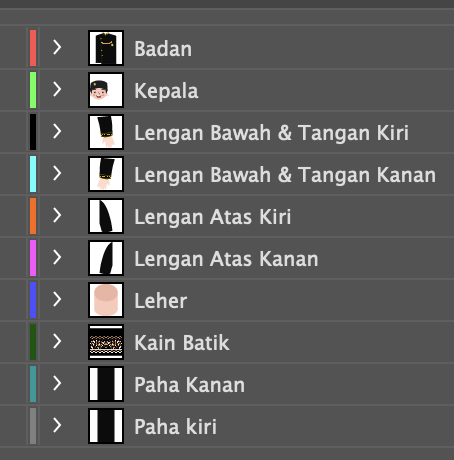 Badan
Kepala
Lengan Bawah & Tangan Kiri
Lengan Bawah & Tangan Kanan
Lengan Atas Kiri
Lengan Atas Kanan
Leher
Kain Batik
Paha Kanan
Paha kiri